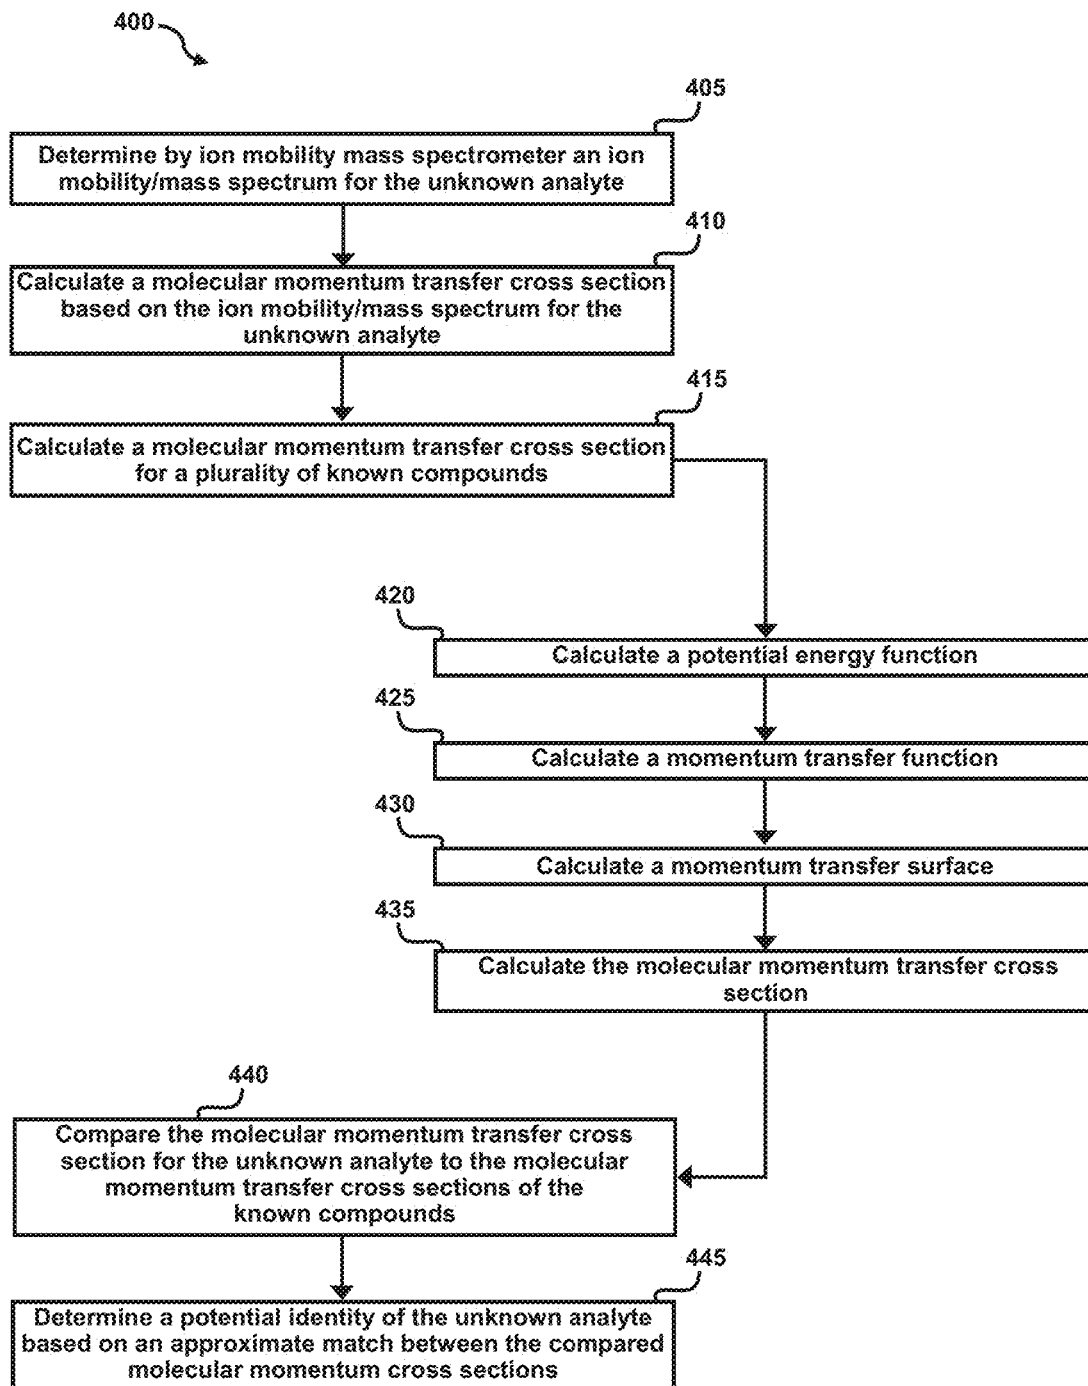 400
405
Determine by ion mobility mass spectrometer an ion
mobility/mass spectrum for the unknown analyte
410
Calculate a molecular momentum transfer cross section
based on the ion mobility/mass spectrum for the
unknown analyte
415
Calculate a molecular momentum transfer cross section
for a plurality of known compounds
420
Calculate a potential energy function
425
Calculate a momentum transfer function
430
Calculate a momentum transfer surface
435
Calculate the molecular momentum transfer cross
section
440
Compare the molecular momentum transfer cross
section for the unknown analyte to the molecular
momentum transfer cross sections of the
known compounds
445
Determine a potential identity of the unknown analyte
based on an approximate match between the compared
molecular momentum cross sections